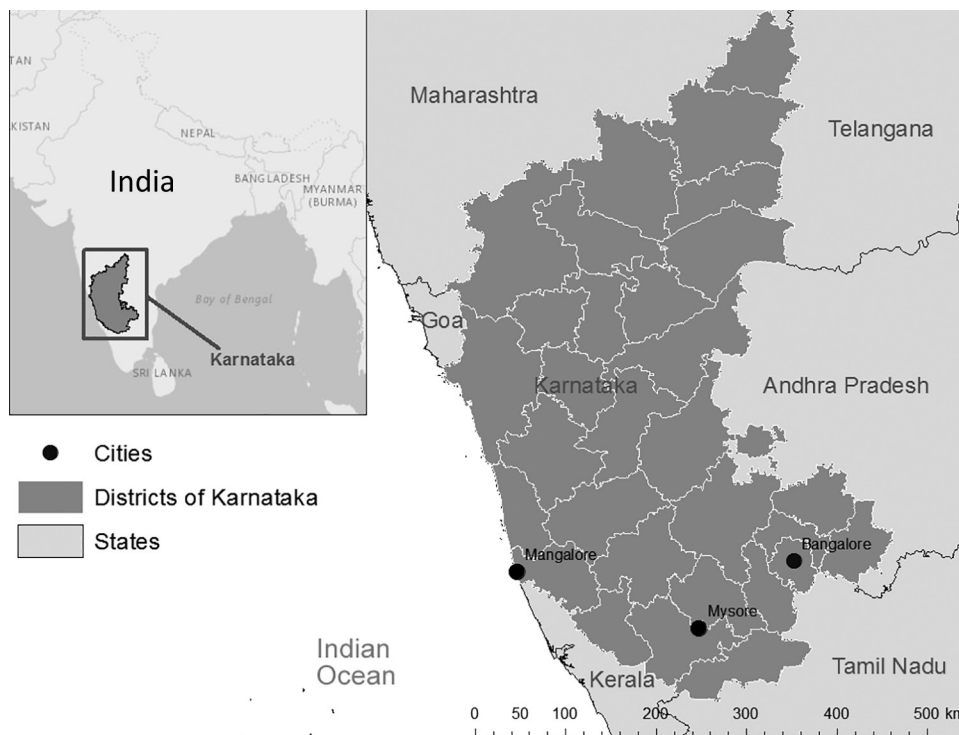 TAN
KISTAN
NEPAL
BANGLADESH
MYANMAR
(BURMA)
India
Bay of Bengal
Karnataka
SRI LANKA
Maharashtra
Telangana
Goa
Karnataka
Andhra Pradesh
Cities
Districts of Karnataka
States
Mangalore
Bangalore
Mysore
Indian
Ocean
Kerala
Tamil Nadu
0 50 100 200 300 400 500 km